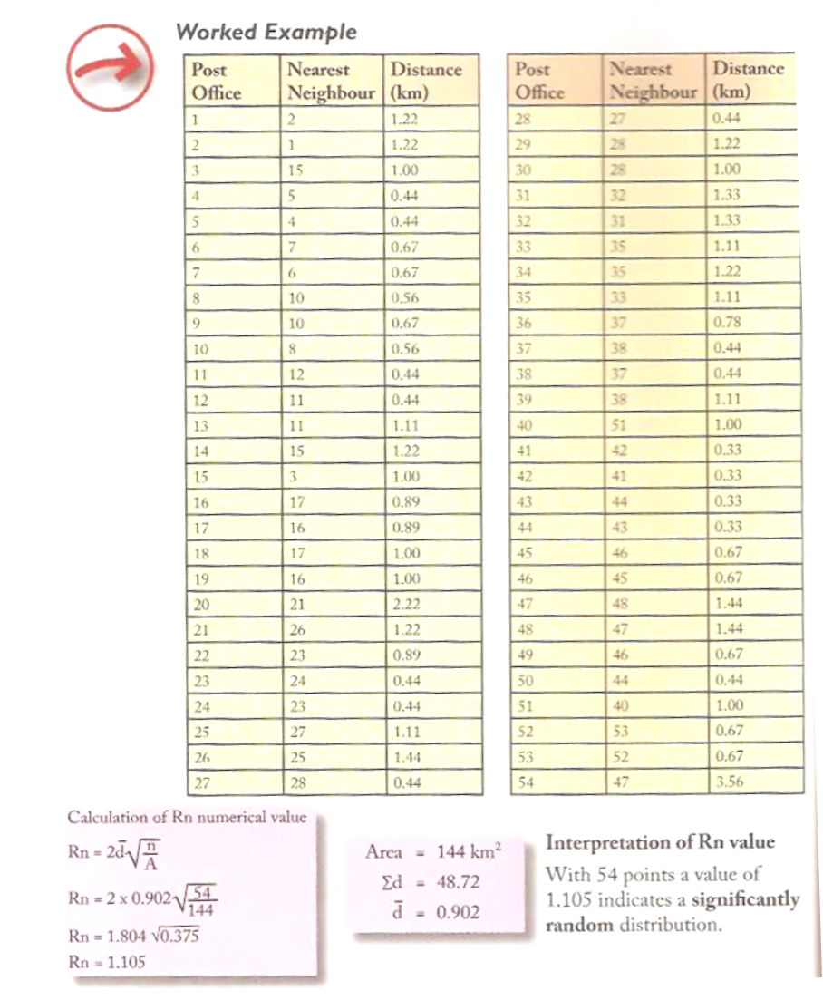 Worked Example
Post Office Nearest Neighbour Distance (km)
1 2 1.22
2 1 1.22
3 15 1.00
4 5 0.44
5 4 0.44
6 7 0.67
7 6 0.67
8 10 0.56
9 10 0.67
10 8 0.56
11 12 0.44
12 11 0.44
13 11 1.11
14 15 1.22
15 3 1.00
16 17 0.89
17 16 0.89
18 17 1.00
19 16 1.00
20 21 2.22
21 26 1.22
22 23 0.89
23 24 0.44
24 23 0.44
25 27 1.11
26 25 1.44
27 28 0.44
Post Office Nearest Neighbour Distance (km)
28 27 0.44
29 28 1.22
30 28 1.00
31 32 1.33
32 31 1.33
33 35 1.11
34 35 1.22
35 33 1.11
36 37 0.78
37 38 0.44
38 37 0.44
39 38 1.11
40 51 1.00
41 42 0.33
42 41 0.33
43 44 0.33
44 43 0.33
45 46 0.67
46 45 0.67
47 48 1.44
48 47 1.44
49 46 0.67
50 44 0.44
51 40 1.00
52 53 0.67
53 52 0.67
54 47 3.56
Calculation of Rn numerical value
Rn = 2d̄√(n/A)
Rn = 2 x 0.902√(54/144)
Rn = 1.804 √0.375
Rn = 1.105
Area = 144 km²
Σd = 48.72
d̄ = 0.902
Interpretation of Rn value
With 54 points a value of
1.105 indicates a significantly
random distribution.